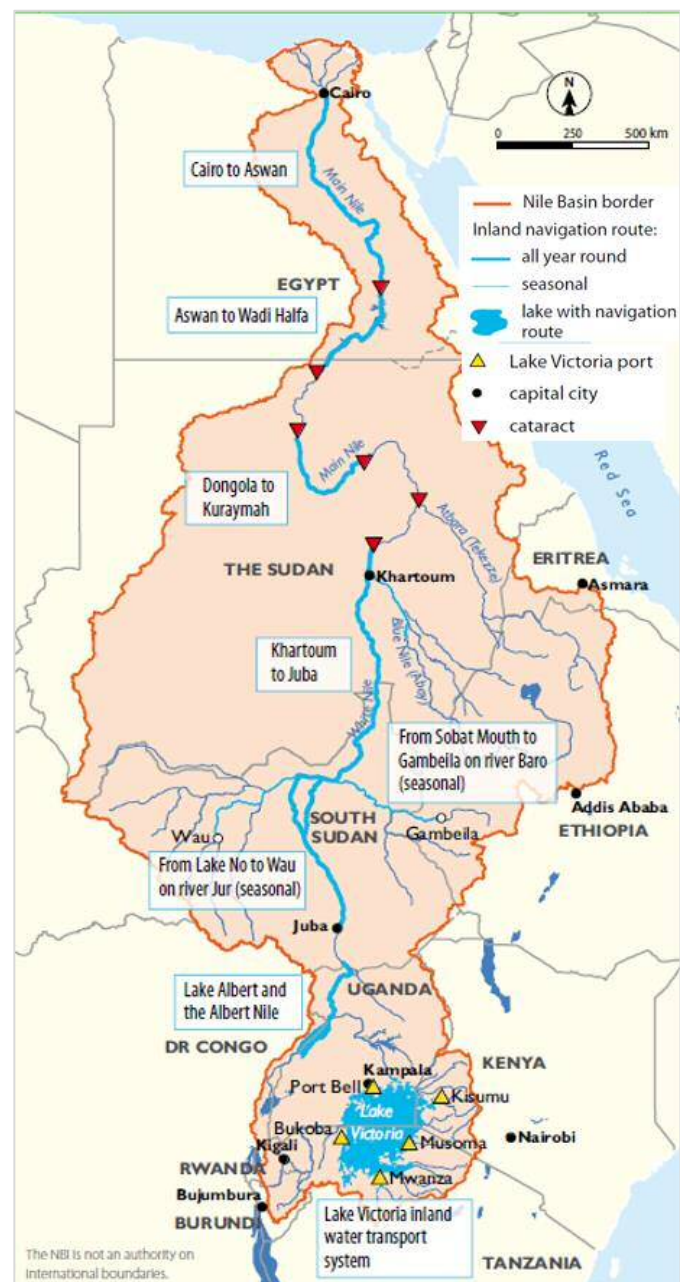 Cairo
N
0 250 500 km
Cairo to Aswan
Main Nile
Nile Basin border
Inland navigation route:
all year round
seasonal
lake with navigation
route
Lake Victoria port
capital city
cataract
EGYPT
Aswan to Wadi Halfa
Red Sea
Main Nile
Dongola to
Kuraymah
Atbara (Tekezze)
THE SUDAN
ERITREA
Khartoum
Asmara
Khartoum
to Juba
Blue Nile (Abay)
White Nile
From Sobat Mouth to
Gambeila on river Baro
(seasonal)
Addis Ababa
SOUTH
SUDAN
Wau
Gambeila
ETHIOPIA
From Lake No to Wau
on river Jur (seasonal)
Juba
UGANDA
Lake Albert and
the Albert Nile
DR CONGO
KENYA
Kampala
Port Bell
Kisumu
Lake
Victoria
Bukoba
Musoma
Nairobi
Kigali
RWANDA
Mwanza
Bujumbura
BURUNDI
Lake Victoria inland
water transport
system
The NBI is not an authority on
International boundaries.
TANZANIA